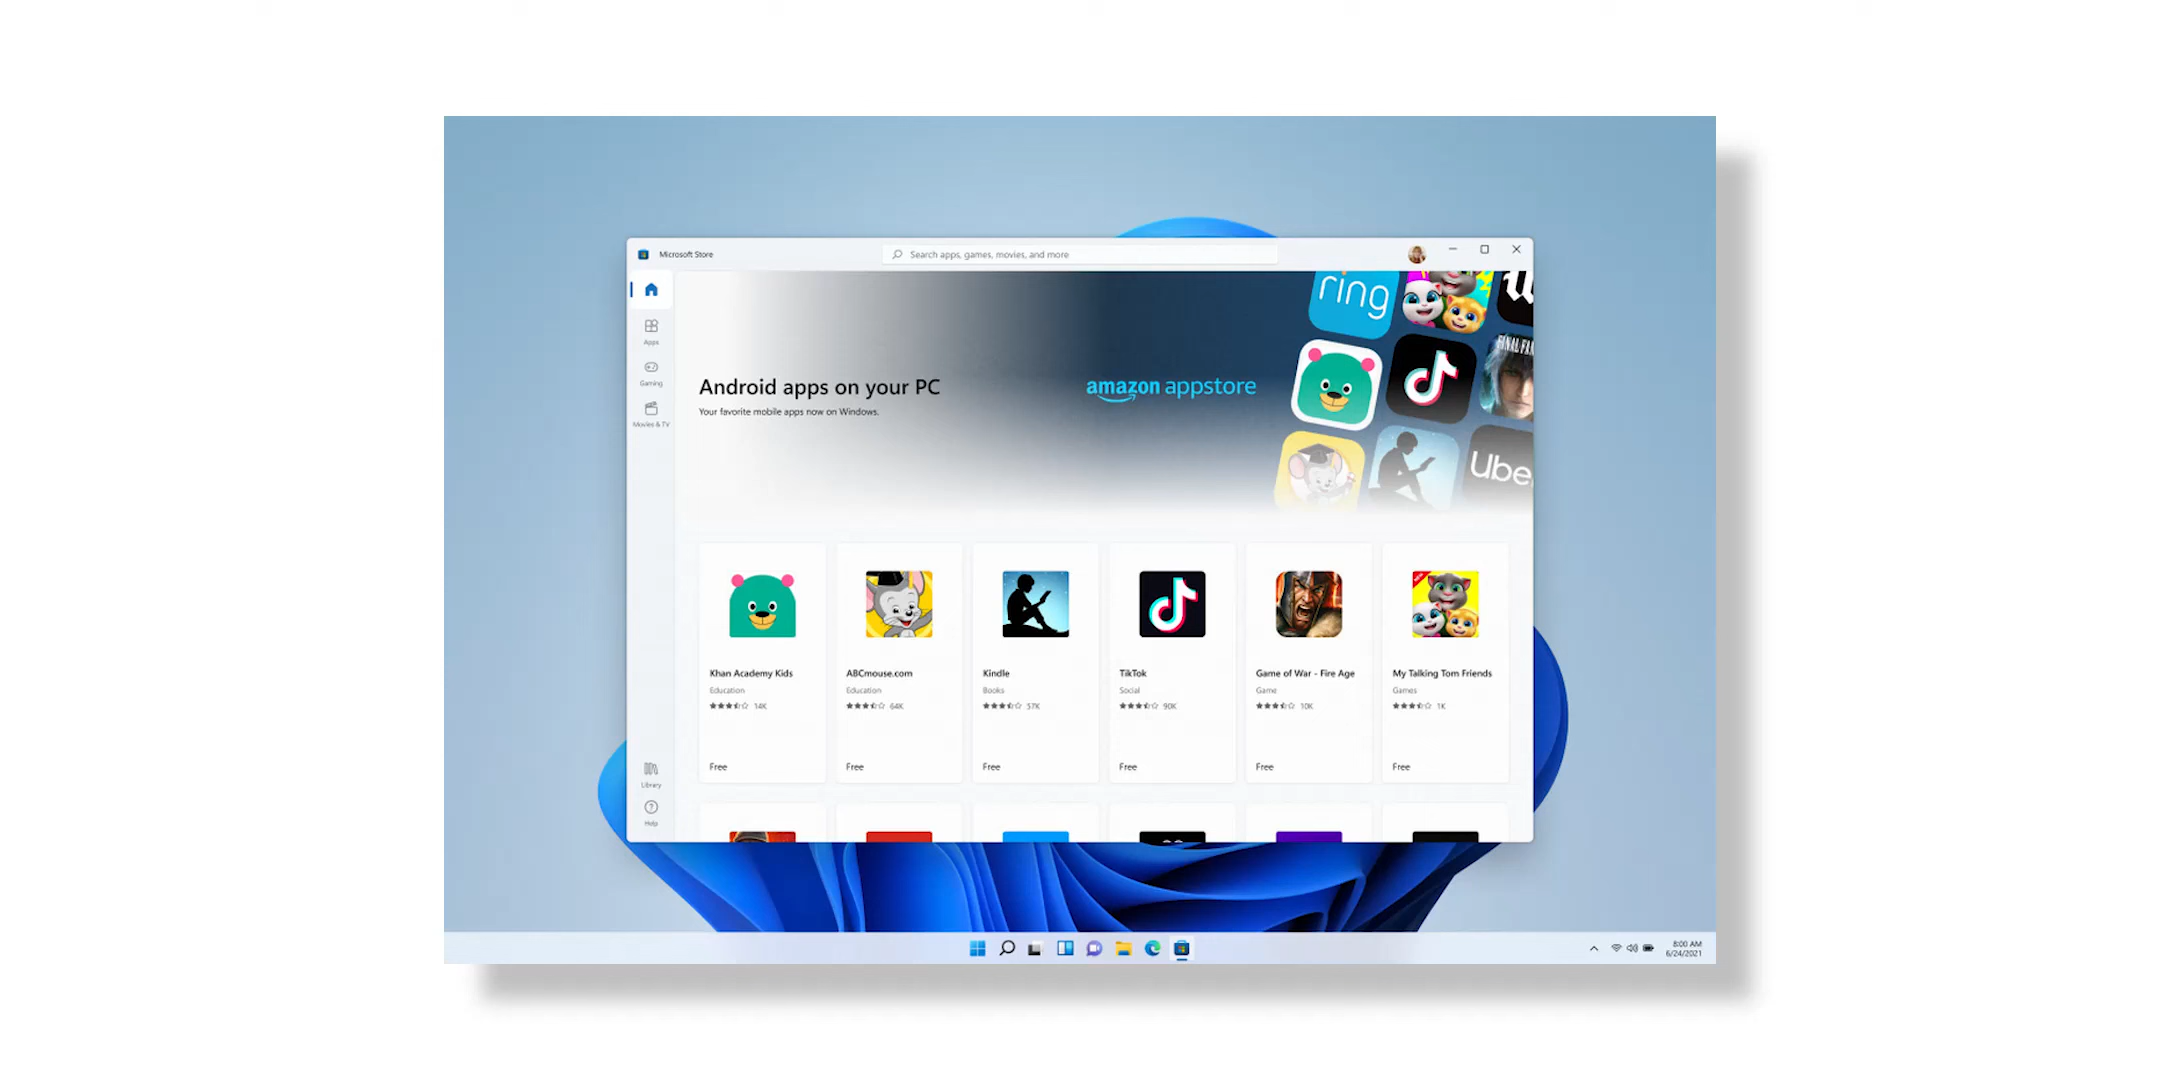 Microsoft Store
Search apps, games, movies, and more
Apps
Gaming
Movies & TV
Library
Help
Android apps on your PC
Your favorite mobile apps now on Windows.
amazon appstore
ring
FINAL FAN
Ube
Khan Academy Kids
Education
14K
Free
ABCmouse.com
Education
64K
Free
Kindle
Books
57K
Free
TikTok
Social
90K
Free
Game of War - Fire Age
Game
10K
Free
NEW
My Talking Tom Friends
Games
1K
Free
8:00 AM
6/24/2021